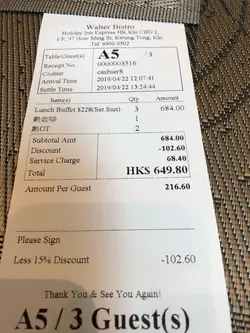 Walter Bistro
Holiday Inn Express HK Kln CBD 2,
1/F, 97 How Ming St, Kwung Tong, Kln
Tel 6900 0502
Table/Guests A5 / 3
Receipt No 0000003516
Cashier cashier8
Arrival Time 2019/04/22 12:07:41
Settle Time 2019/04/22 13:24:44
Item(s) Qty Amount
Lunch Buffet $228(Sat Sun) 3 684.00
1
2
Subtotal Amt 684.00
Discount -102.60
Service Charge 68.40
Total HK$ 649.80
Amount Per Guest 216.60
Please Sign
Less 15% Discount -102.60
Thank You & See You Again!
A5 / 3 Guest(s)